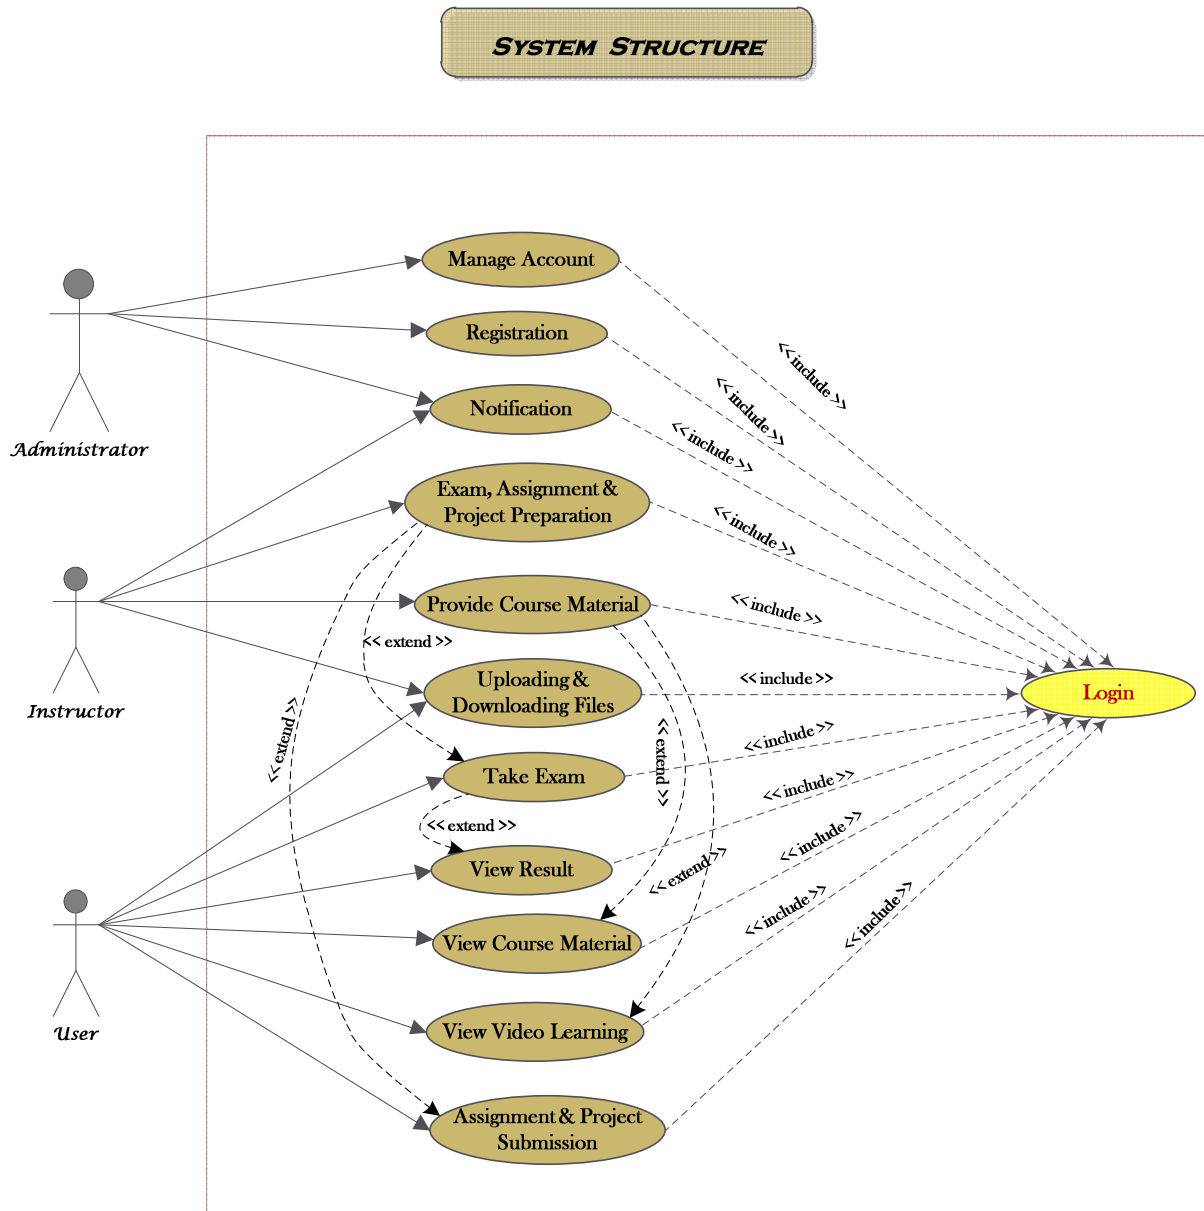 SYSTEM STRUCTURE
Manage Account
<< include >>
Registration
<< include >>
Administrator
Notification
<< include >>
Exam, Assignment &
Project Preparation
<< include >>
Provide Course Material
<< include >>
<< extend >>
Instructor
Uploading &
Downloading Files
<< include >>
Login
<< extend >>
<< extend >>
Take Exam
<< include >>
<< extend >>
<< include >>
View Result
<< extend >>
<< include >>
View Course Material
<< include >>
User
View Video Learning
<< include >>
Assignment & Project
Submission